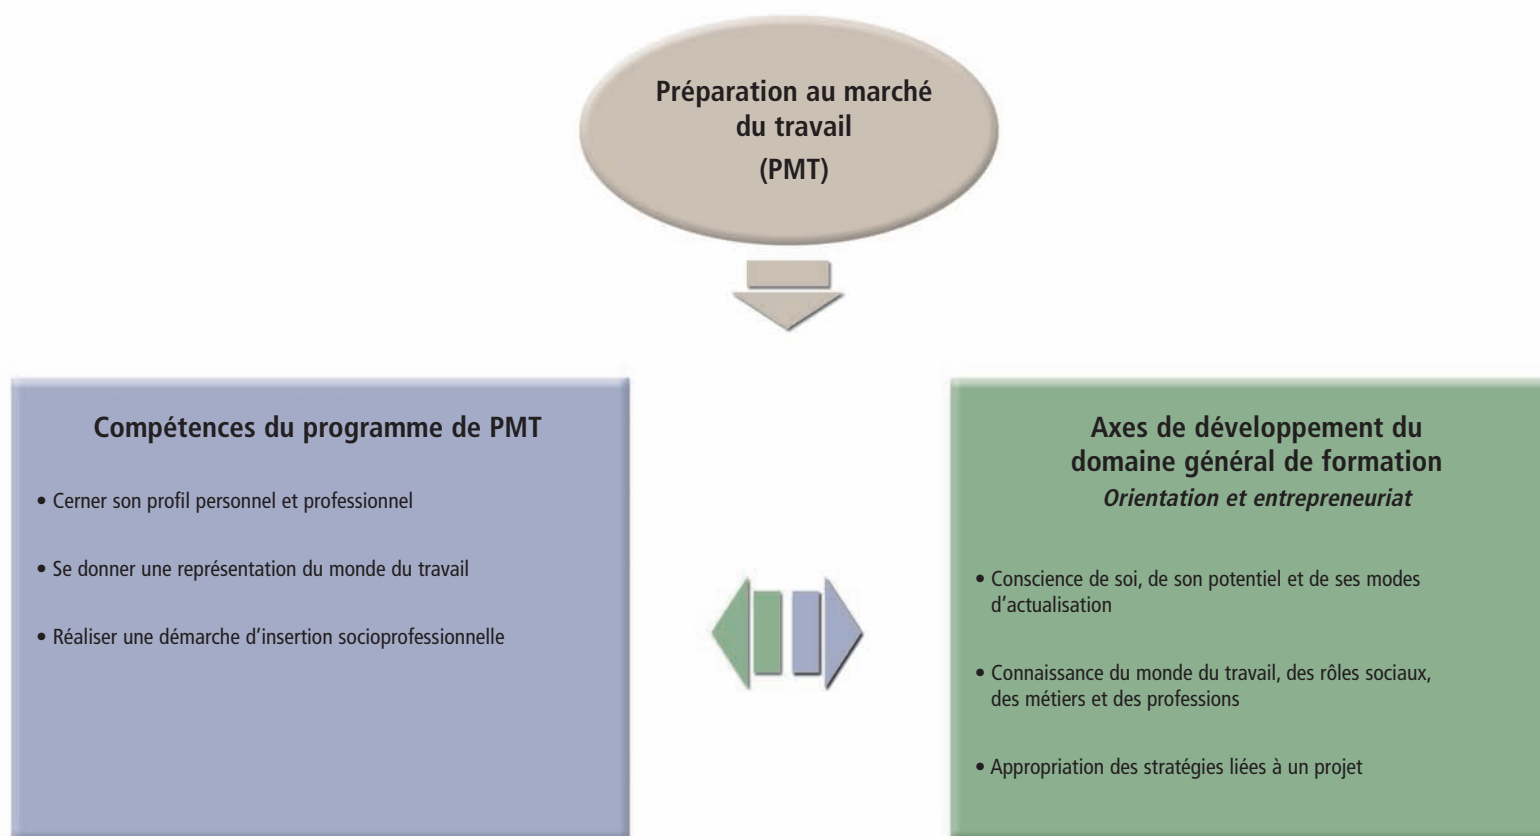 Préparation au marché
du travail
(PMT)
Compétences du programme de PMT
• Cerner son profil personnel et professionnel
• Se donner une représentation du monde du travail
• Réaliser une démarche d'insertion socioprofessionnelle
Axes de développement du
domaine général de formation
Orientation et entrepreneuriat
• Conscience de soi, de son potentiel et de ses modes
d'actualisation
• Connaissance du monde du travail, des rôles sociaux,
des métiers et des professions
• Appropriation des stratégies liées à un projet